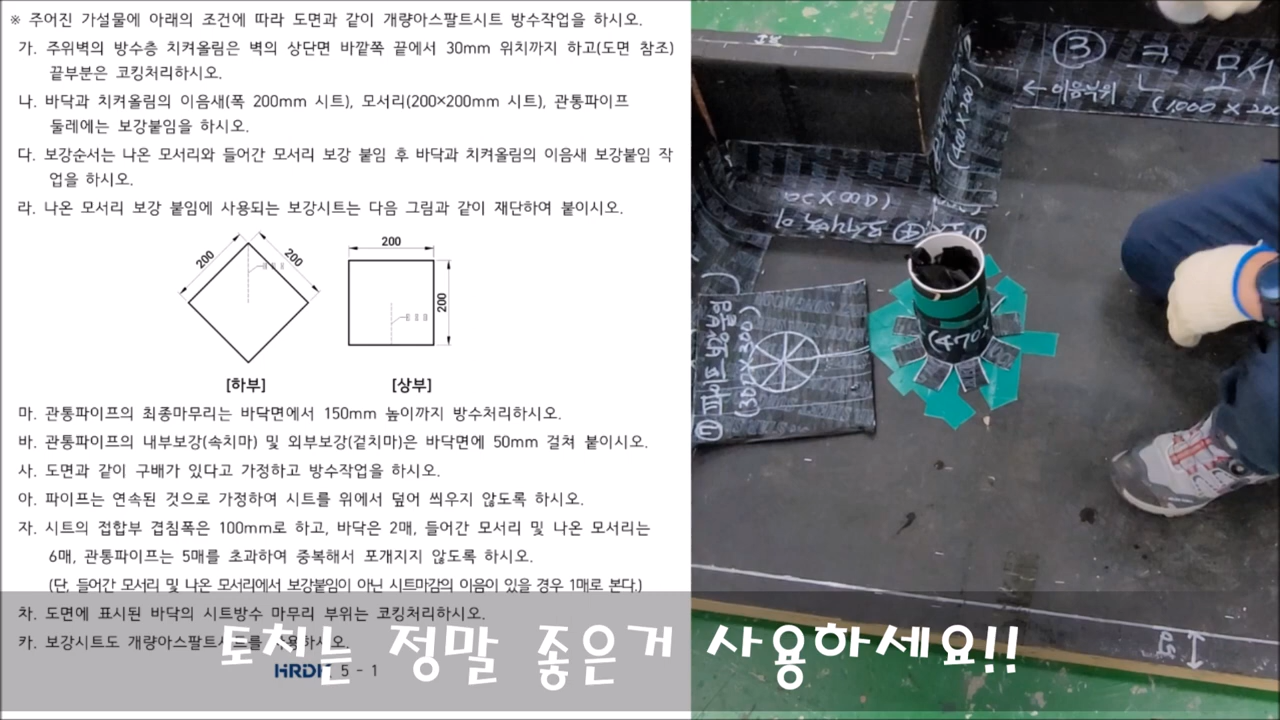 ※ 주어진 가설물에 아래의 조건에 따라 도면과 같이 개량아스팔트시트 방수작업을 하시오.
가. 주위벽의 방수층 치켜올림은 벽의 상단면 바깥쪽 끝에서 30mm 위치까지 하고(도면 참조)
끝부분은 코킹처리하시오.
나. 바닥과 치켜올림의 이음새(폭 200mm 시트), 모서리(200×200mm 시트), 관통파이프
둘레에는 보강붙임을 하시오.
다. 보강순서는 나온 모서리와 들어간 모서리 보강 붙임 후 바닥과 치켜올림의 이음새 보강붙임 작
업을 하시오.
라. 나온 모서리 보강 붙임에 사용되는 보강시트는 다음 그림과 같이 재단하여 붙이시오.
200 200
200
200
[하부] [상부]
마. 관통파이프의 최종마무리는 바닥면에서 150mm 높이까지 방수처리하시오.
바. 관통파이프의 내부보강(속치마) 및 외부보강(겉치마)은 바닥면에 50mm 걸쳐 붙이시오.
사. 도면과 같이 구배가 있다고 가정하고 방수작업을 하시오.
아. 파이프는 연속된 것으로 가정하여 시트를 위에서 덮어 씌우지 않도록 하시오.
자. 시트의 접합부 겹침폭은 100mm로 하고, 바닥은 2매, 들어간 모서리 및 나온 모서리는
6매, 관통파이프는 5매를 초과하여 중복해서 포개지지 않도록 하시오.
(단, 들어간 모서리 및 나온 모서리에서 보강붙임이 아닌 시트마감의 이음이 있을 경우 1매로 본다.)
차. 도면에 표시된 바닥의 시트방수 마무리 부위는 코킹처리하시오.
카. 보강시트도 개량아스팔트시트를 사용하시오.
HRDK 5 - 1
③ 큰 모서
← 이음부위 (1,000 × 200
(400 × 200)
(400 × 20
(470 ×
⑪ 파이프 보강붙임
(300 × 200)
토치는 정말 좋은거 사용하세요!!